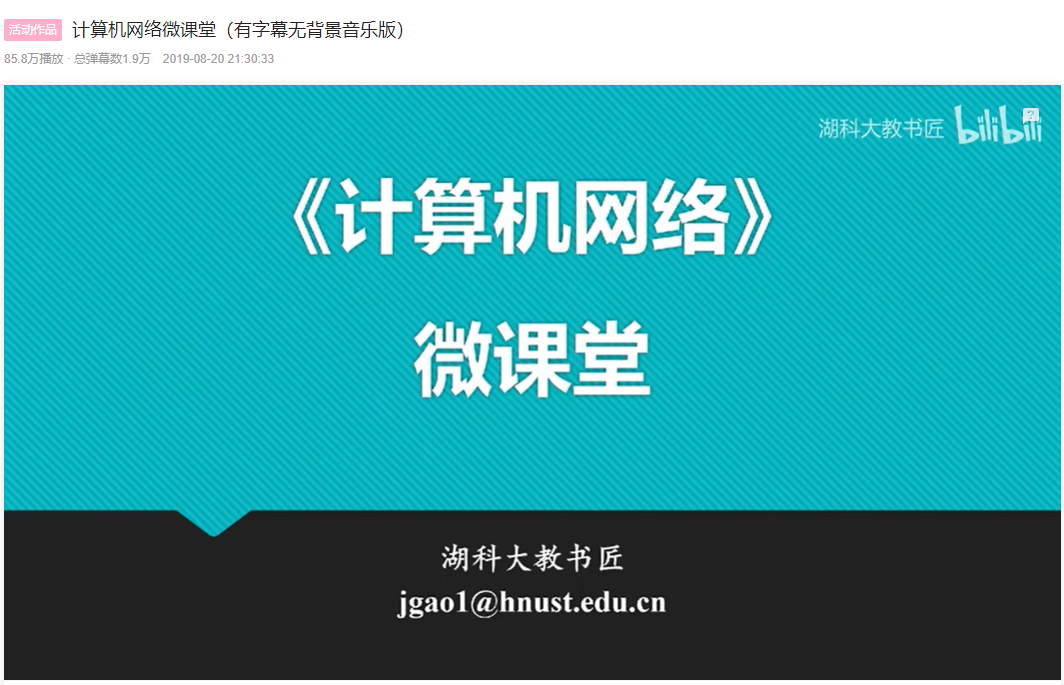 活动作品 计算机网络微课堂（有字幕无背景音乐版）
85.8万播放 · 总弹幕数1.9万 2019-08-20 21:30:33
湖科大教书匠 bilibili
《计算机网络》
微课堂
湖科大教书匠
jgao1@hnust.edu.cn